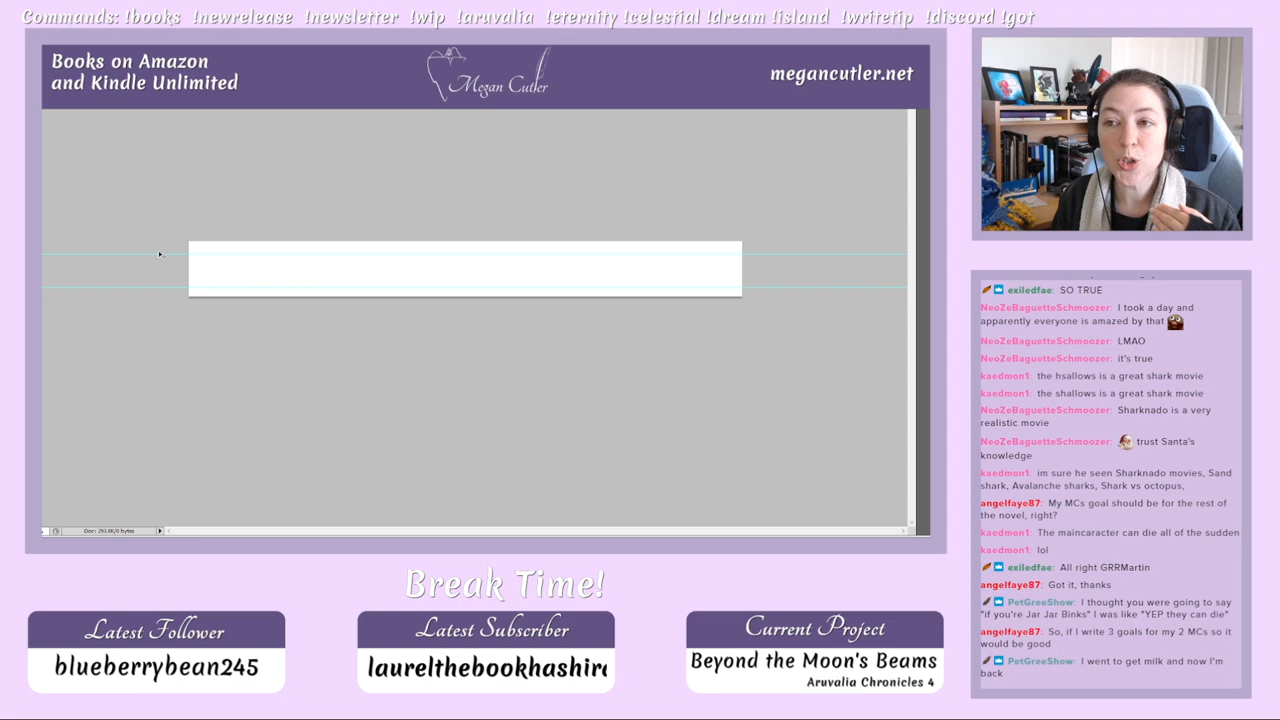 Commands: !books !newrelease !newsletter !wip !aruvalia !eternity !celestial !dream !island !writetip !discord !got
Books on Amazon
and Kindle Unlimited
Megan Cutler
megancutler.net
Doc: 293.0K/0 bytes
exiledfae: SO TRUE
NeoZeBaguetteSchmoozer: I took a day and
apparently everyone is amazed by that
NeoZeBaguetteSchmoozer: LMAO
NeoZeBaguetteSchmoozer: it's true
kaedmon1: the hsallows is a great shark movie
kaedmon1: the shallows is a great shark movie
NeoZeBaguetteSchmoozer: Sharknado is a very
realistic movie
NeoZeBaguetteSchmoozer: trust Santa's
knowledge
kaedmon1: im sure he seen Sharknado movies, Sand
shark, Avalanche sharks, Shark vs octopus,
angelfaye87: My MCs goal should be for the rest of
the novel, right?
kaedmon1: The maincaracter can die all of the sudden
kaedmon1: lol
exiledfae: All right GRRMartin
angelfaye87: Got it, thanks
PetGreeShow: I thought you were going to say
"if you're Jar Jar Binks" I was like "YEP they can die"
angelfaye87: So, if I write 3 goals for my 2 MCs so it
would be good
PetGreeShow: I went to get milk and now I'm
back
Break Time!
Latest Follower
blueberrybean245
Latest Subscriber
laurelthebookhashira
Current Project
Beyond the Moon's Beams
Aruvalia Chronicles 4